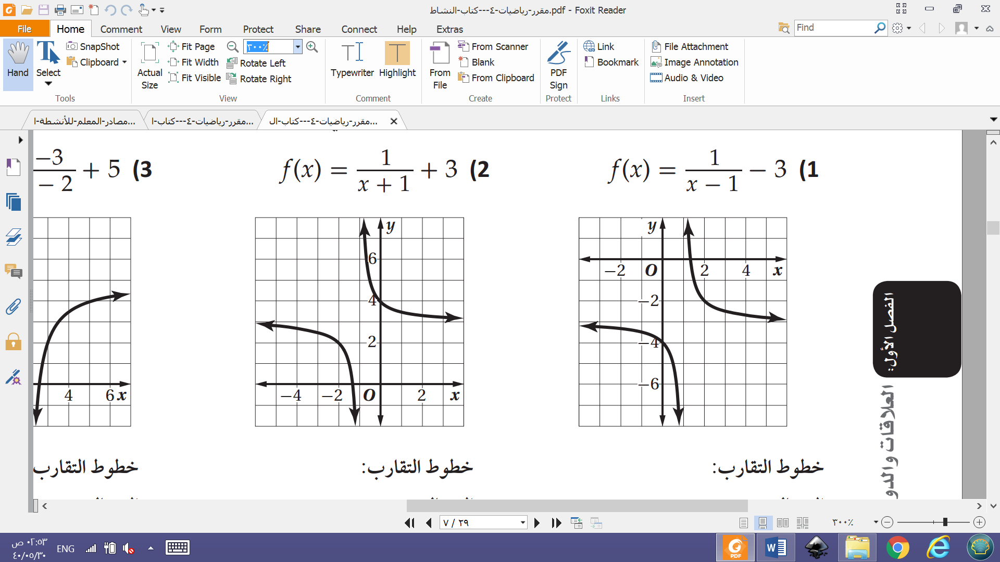 مقرر-رياضيات-٤---كتاب-النشاط.pdf - Foxit Reader
File Home Comment View Form Protect Share Connect Help Extras
Find
Hand
Select
SnapShot
Clipboard
Tools
Actual Size
Fit Page
Fit Width
Fit Visible
٣٠٠٪
Rotate Left
Rotate Right
View
Typewriter
Highlight
Comment
From File
From Scanner
Blank
From Clipboard
Create
PDF Sign
Protect
Link
Bookmark
Links
File Attachment
Image Annotation
Audio & Video
Insert
مصادر-المعلم-للأنشطة-ا...
مقرر-رياضيات-٤---كتاب-ا...
مقرر-رياضيات-٤---كتاب-ال...
f(x) = 1/(x − 1) − 3 (1
f(x) = 1/(x + 1) + 3 (2
−3/(− 2) + 5 (3
y
−2 O 2 4 x
−2
−4
−6
y
6
4
2
−4 −2 O 2 x
4 6 x
خطوط التقارب:
خطوط التقارب:
خطوط التقارب
الفصل الأول:
العلاقات والدو
٧ / ٢٩
٣٠٠٪
٠٢:٥٣ ص
٤٠/٠٥/٣٠
ENG
PDF